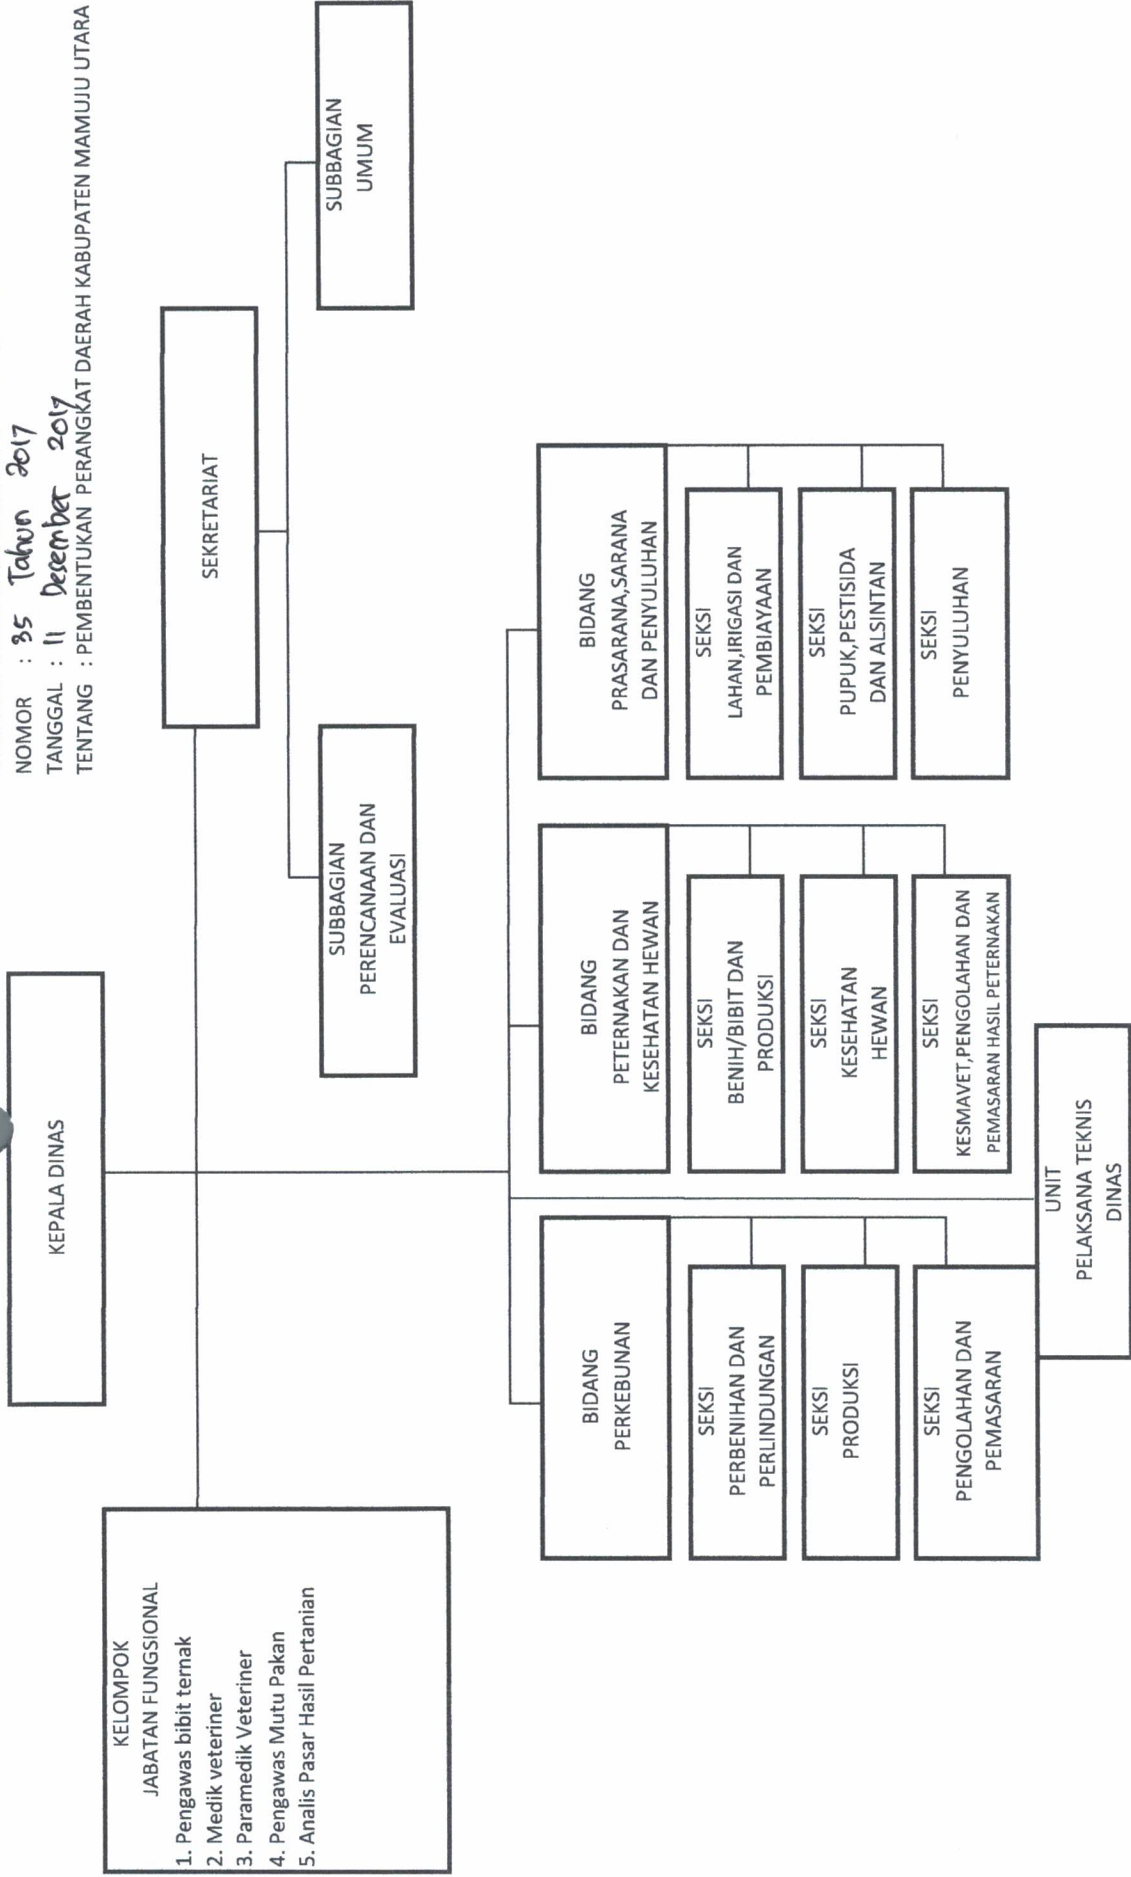 NOMOR : 35 Tahun 2017
TANGGAL : 11 Desember 2017
TENTANG : PEMBENTUKAN PERANGKAT DAERAH KABUPATEN MAMUJU UTARA
KEPALA DINAS
KELOMPOK
JABATAN FUNGSIONAL
1. Pengawas bibit ternak
2. Medik veteriner
3. Paramedik Veteriner
4. Pengawas Mutu Pakan
5. Analis Pasar Hasil Pertanian
SEKRETARIAT
SUBBAGIAN
PERENCANAAN DAN
EVALUASI
SUBBAGIAN
UMUM
BIDANG
PERKEBUNAN
SEKSI
PERBENIHAN DAN
PERLINDUNGAN
SEKSI
PRODUKSI
SEKSI
PENGOLAHAN DAN
PEMASARAN
BIDANG
PETERNAKAN DAN
KESEHATAN HEWAN
SEKSI
BENIH/BIBIT DAN
PRODUKSI
SEKSI
KESEHATAN
HEWAN
SEKSI
KESMAVET,PENGOLAHAN DAN
PEMASARAN HASIL PETERNAKAN
BIDANG
PRASARANA,SARANA
DAN PENYULUHAN
SEKSI
LAHAN,IRIGASI DAN
PEMBIAYAAN
SEKSI
PUPUK,PESTISIDA
DAN ALSINTAN
SEKSI
PENYULUHAN
UNIT
PELAKSANA TEKNIS
DINAS